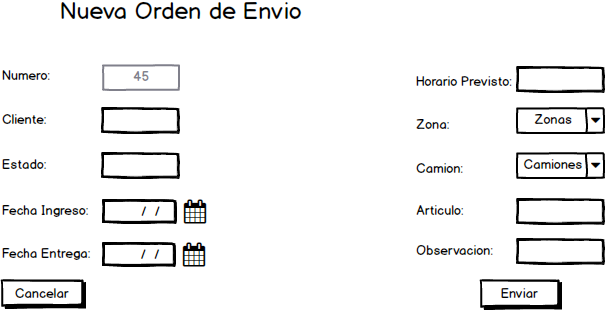 Nueva Orden de Envio
Numero: 45
Cliente:
Estado:
Fecha Ingreso: / /
Fecha Entrega: / /
Cancelar
Horario Previsto:
Zona: Zonas
Camion: Camiones
Articulo:
Observacion:
Enviar